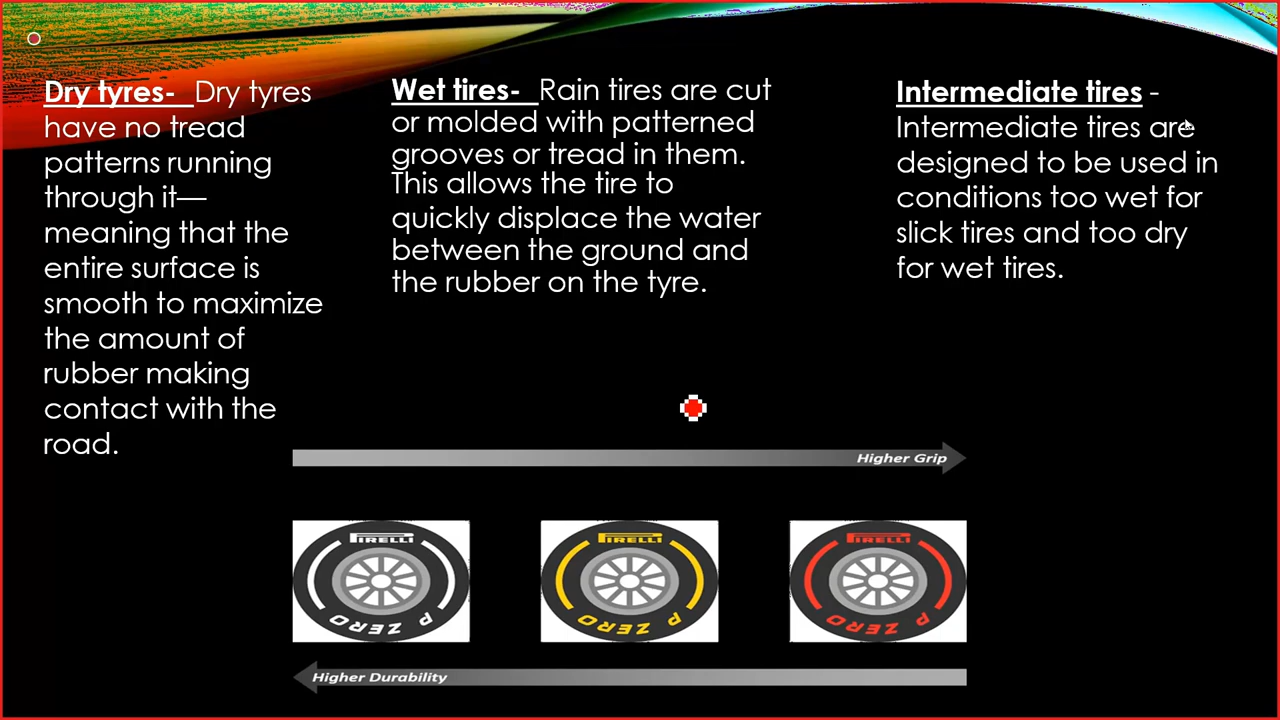 Dry tyres- Dry tyres
have no tread
patterns running
through it—
meaning that the
entire surface is
smooth to maximize
the amount of
rubber making
contact with the
road.
Wet tires- Rain tires are cut
or molded with patterned
grooves or tread in them.
This allows the tire to
quickly displace the water
between the ground and
the rubber on the tyre.
Intermediate tires -
Intermediate tires are
designed to be used in
conditions too wet for
slick tires and too dry
for wet tires.
Higher Grip
PIRELLI
P ZERO
PIRELLI
P ZERO
PIRELLI
P ZERO
Higher Durability